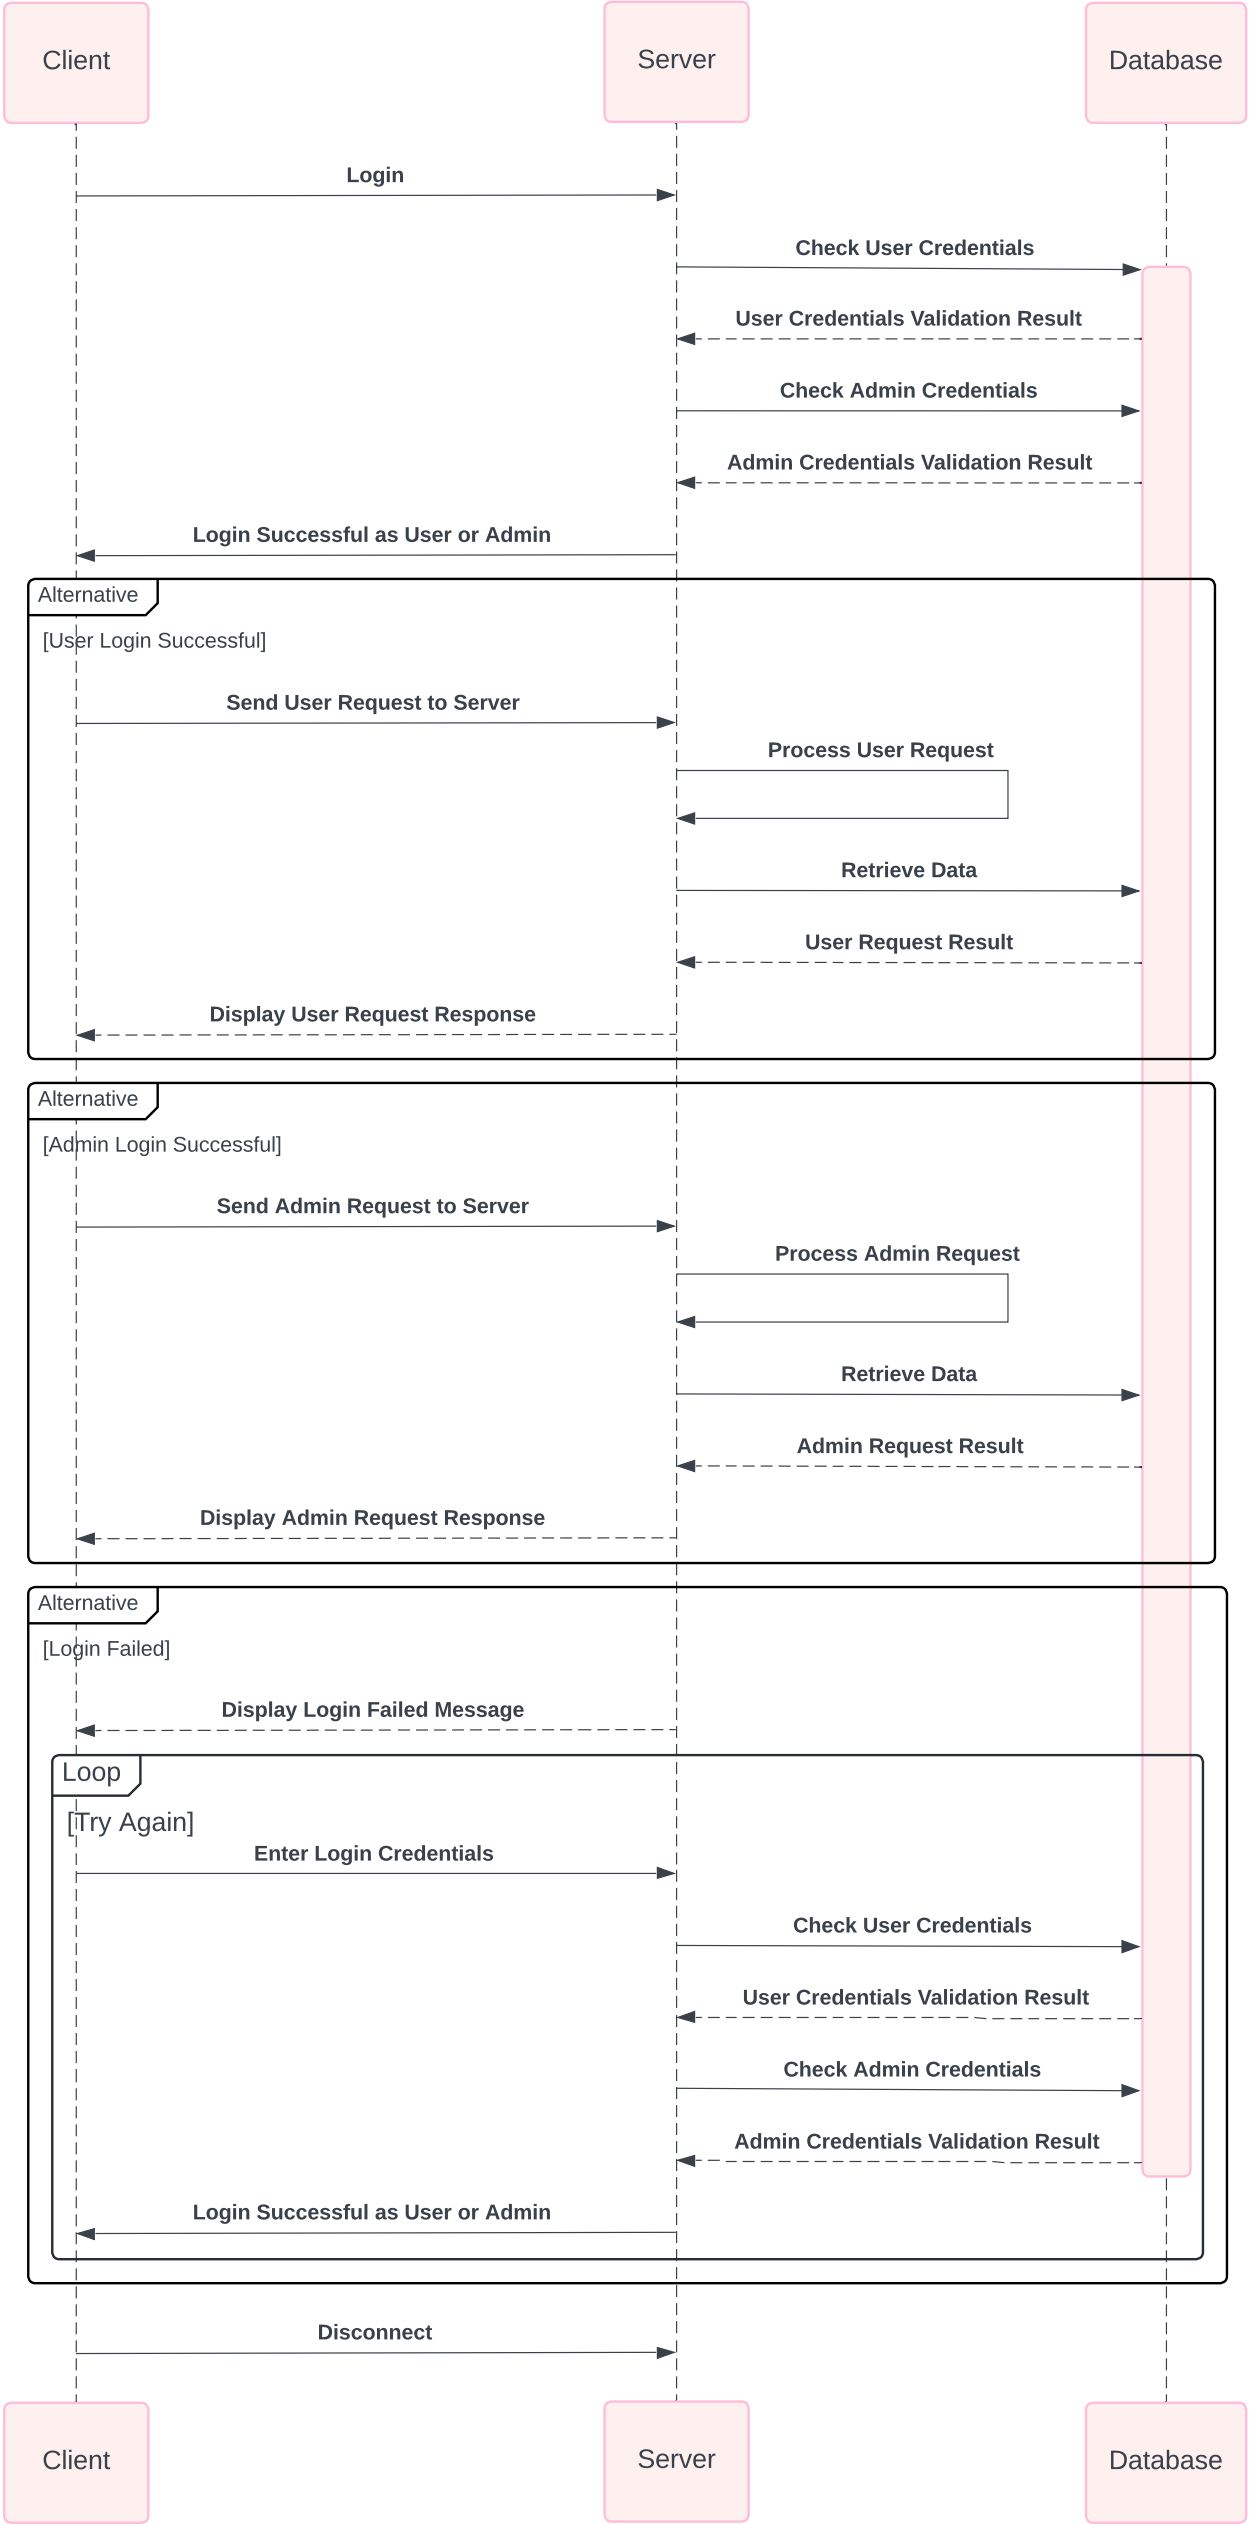 Client
Server
Database
Login
Check User Credentials
User Credentials Validation Result
Check Admin Credentials
Admin Credentials Validation Result
Login Successful as User or Admin
Alternative
[User Login Successful]
Send User Request to Server
Process User Request
Retrieve Data
User Request Result
Display User Request Response
Alternative
[Admin Login Successful]
Send Admin Request to Server
Process Admin Request
Retrieve Data
Admin Request Result
Display Admin Request Response
Alternative
[Login Failed]
Display Login Failed Message
Loop
[Try Again]
Enter Login Credentials
Check User Credentials
User Credentials Validation Result
Check Admin Credentials
Admin Credentials Validation Result
Login Successful as User or Admin
Disconnect
Client
Server
Database